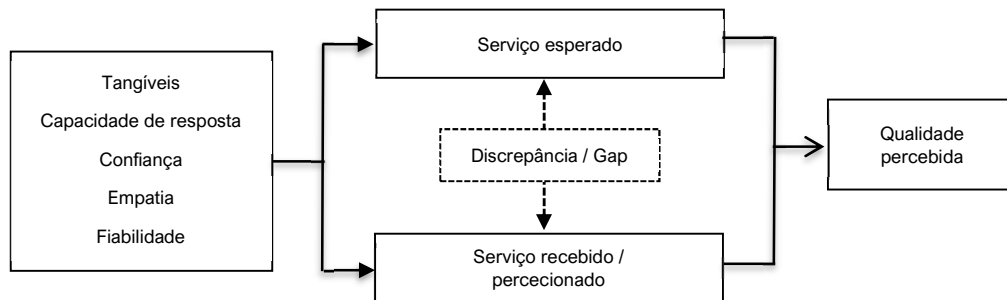 Tangíveis
Capacidade de resposta
Confiança
Empatia
Fiabilidade
Serviço esperado
Discrepância / Gap
Serviço recebido /
percecionado
Qualidade
percebida